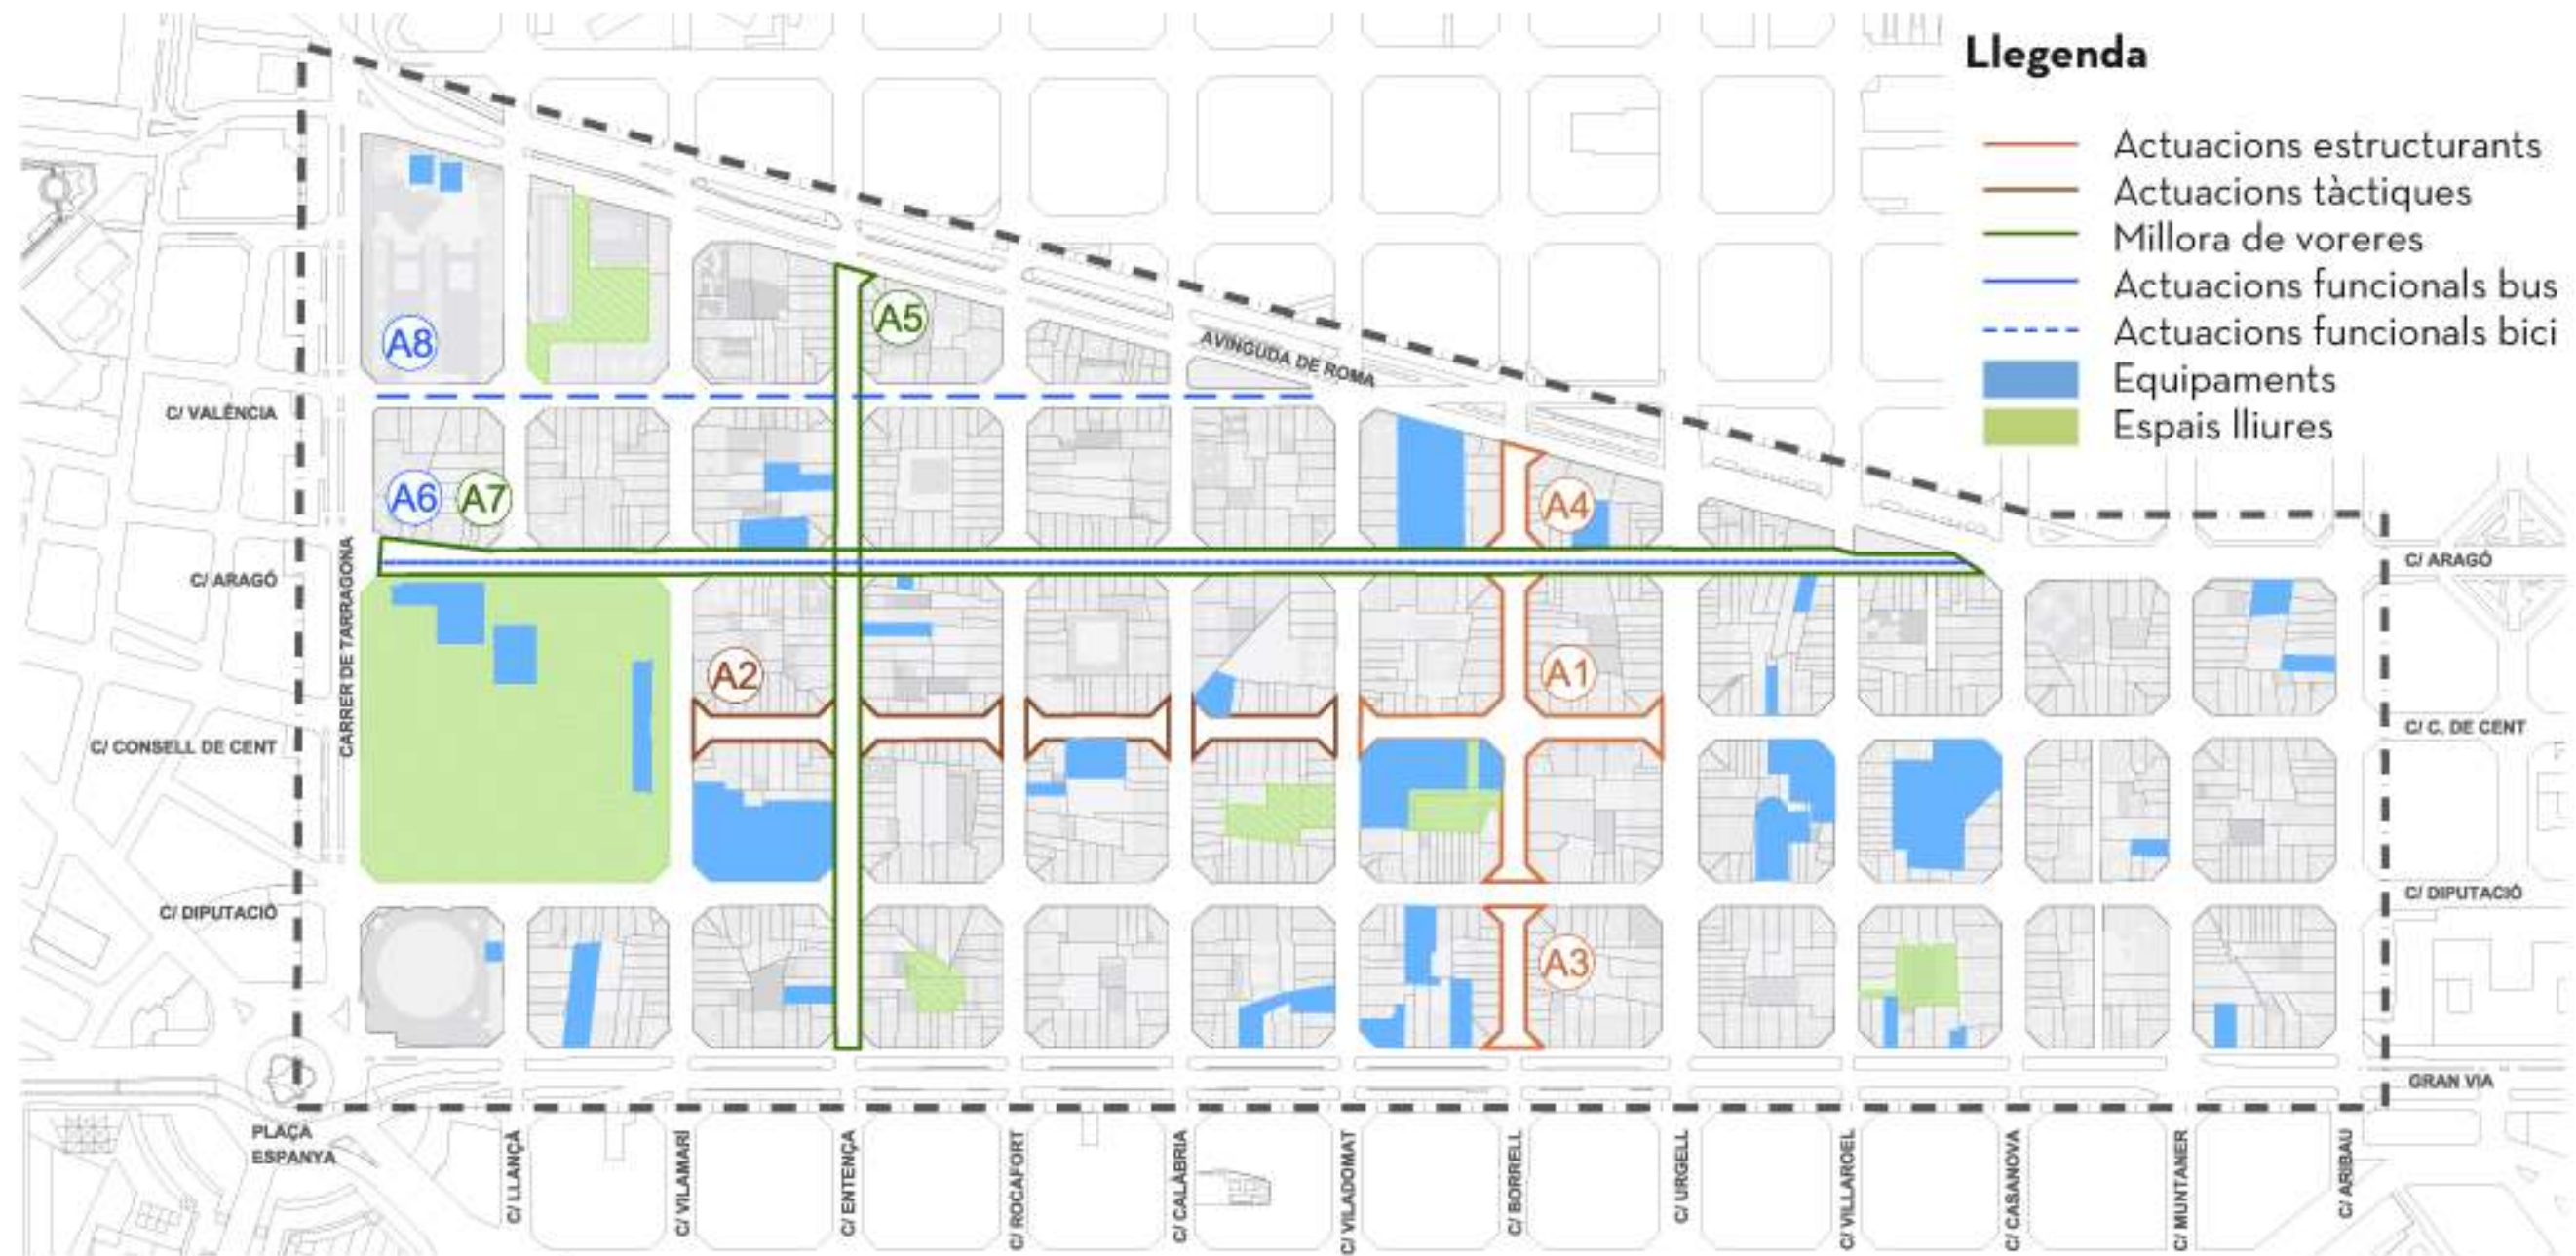 Llegenda
Actuacions estructurants
Actuacions tàctiques
Millora de voreres
Actuacions funcionals bus
Actuacions funcionals bici
Equipaments
Espais lliures
A8
A5
AVINGUDA DE ROMA
C/ VALÈNCIA
A6
A7
A4
CARRER DE TARRAGONA
C/ ARAGÓ
C/ ARAGÓ
A2
A1
C/ CONSELL DE CENT
C/ C. DE CENT
C/ DIPUTACIÓ
C/ DIPUTACIÓ
A3
GRAN VIA
PLAÇA
ESPANYA
C/ LLANÇÀ
C/ VILAMARÍ
C/ ENTENÇA
C/ ROCAFORT
C/ CALÀBRIA
C/ VILADOMAT
C/ BORRELL
C/ URGELL
C/ VILLAROEL
C/ CASANOVA
C/ MUNTANER
C/ ARIBAU